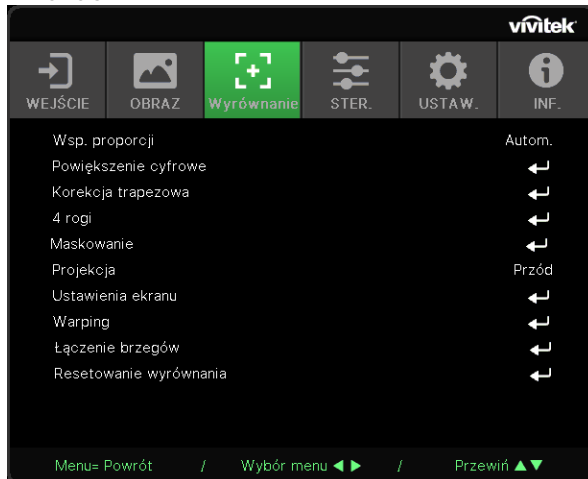 vivitek
WEJŚCIE OBRAZ Wyrównanie STER. USTAW. INF.
Wsp. proporcji Autom.
Powiększenie cyfrowe
Korekcja trapezowa
4 rogi
Maskowanie
Projekcja Przód
Ustawienia ekranu
Warping
Łączenie brzegów
Resetowanie wyrównania
Menu= Powrót / Wybór menu ◀ ▶ / Przewiń ▲▼